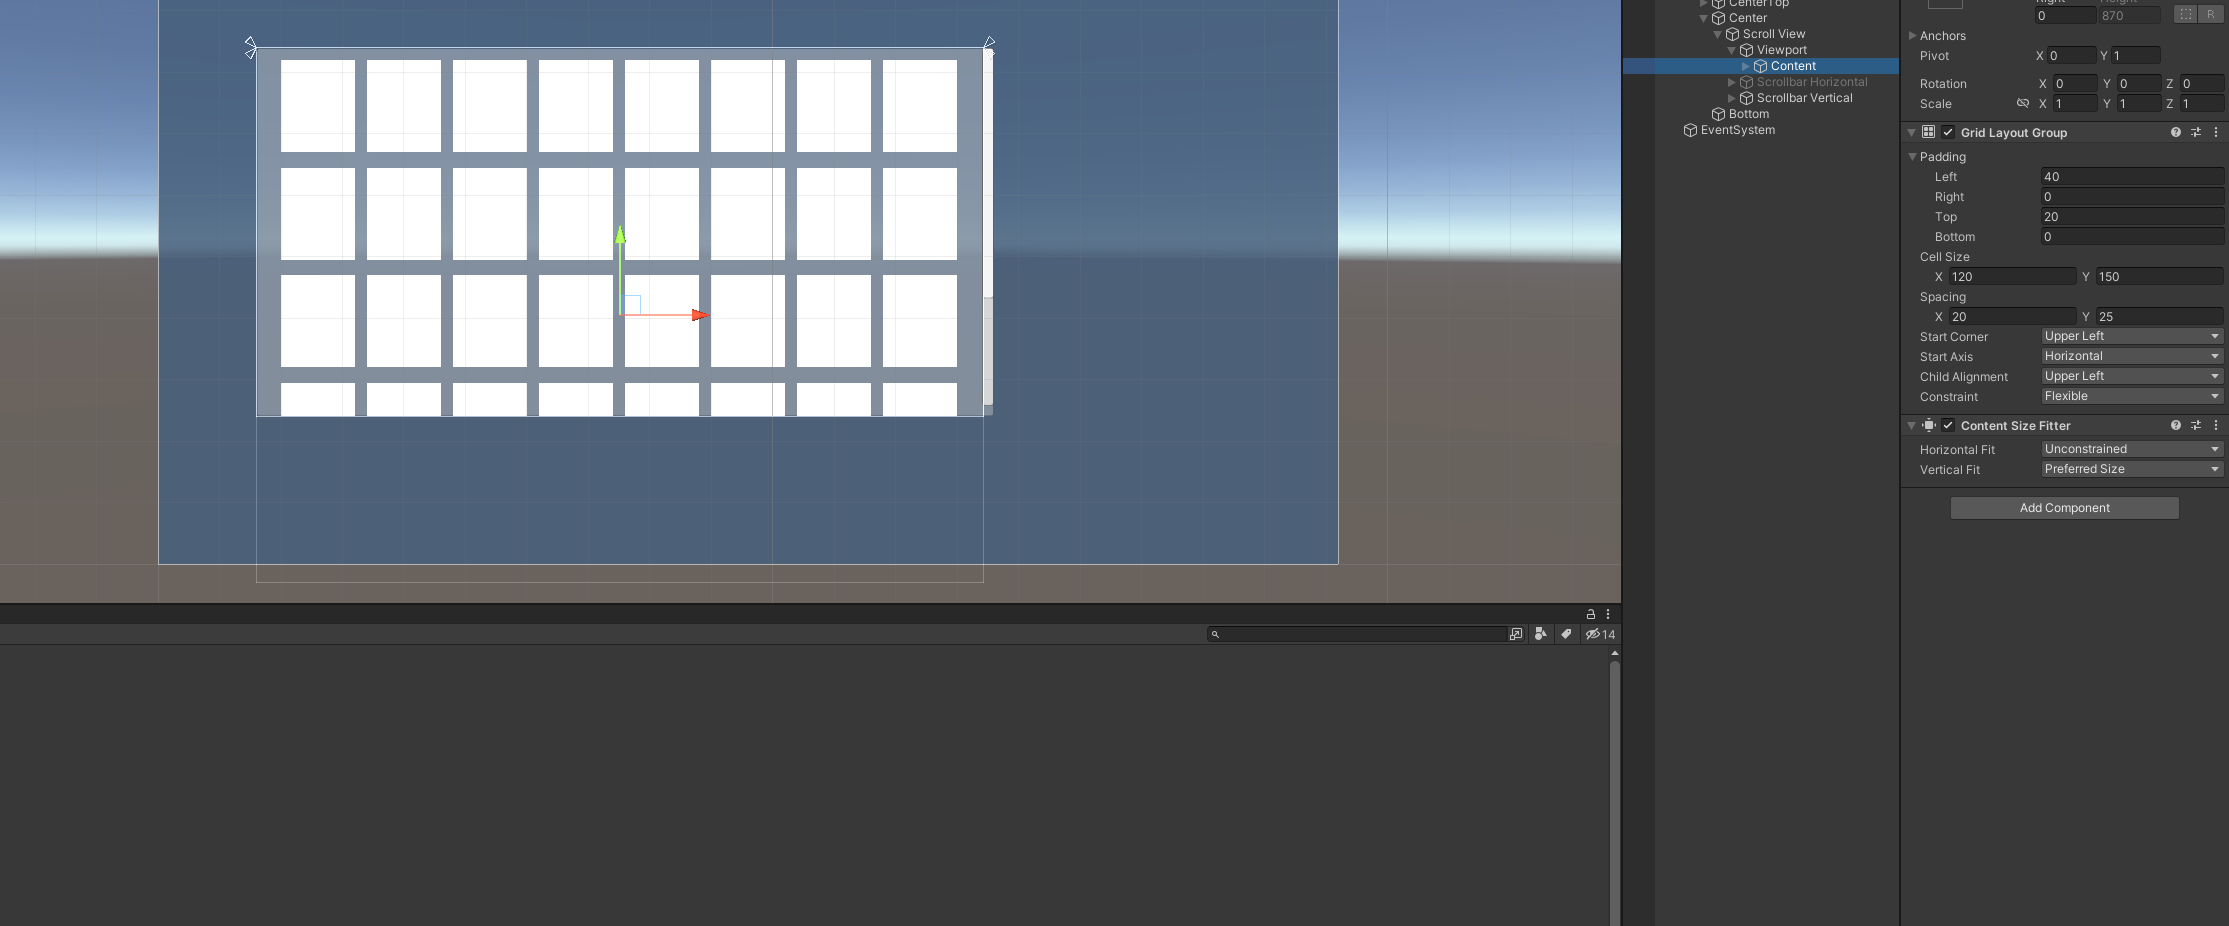 CenterTop
Center
Scroll View
Viewport
Content
Scrollbar Horizontal
Scrollbar Vertical
Bottom
EventSystem
Right Height
0 870
R
Anchors
Pivot X 0 Y 1
Rotation X 0 Y 0 Z 0
Scale X 1 Y 1 Z 1
Grid Layout Group
Padding
Left 40
Right 0
Top 20
Bottom 0
Cell Size
X 120 Y 150
Spacing
X 20 Y 25
Start Corner Upper Left
Start Axis Horizontal
Child Alignment Upper Left
Constraint Flexible
Content Size Fitter
Horizontal Fit Unconstrained
Vertical Fit Preferred Size
Add Component
14